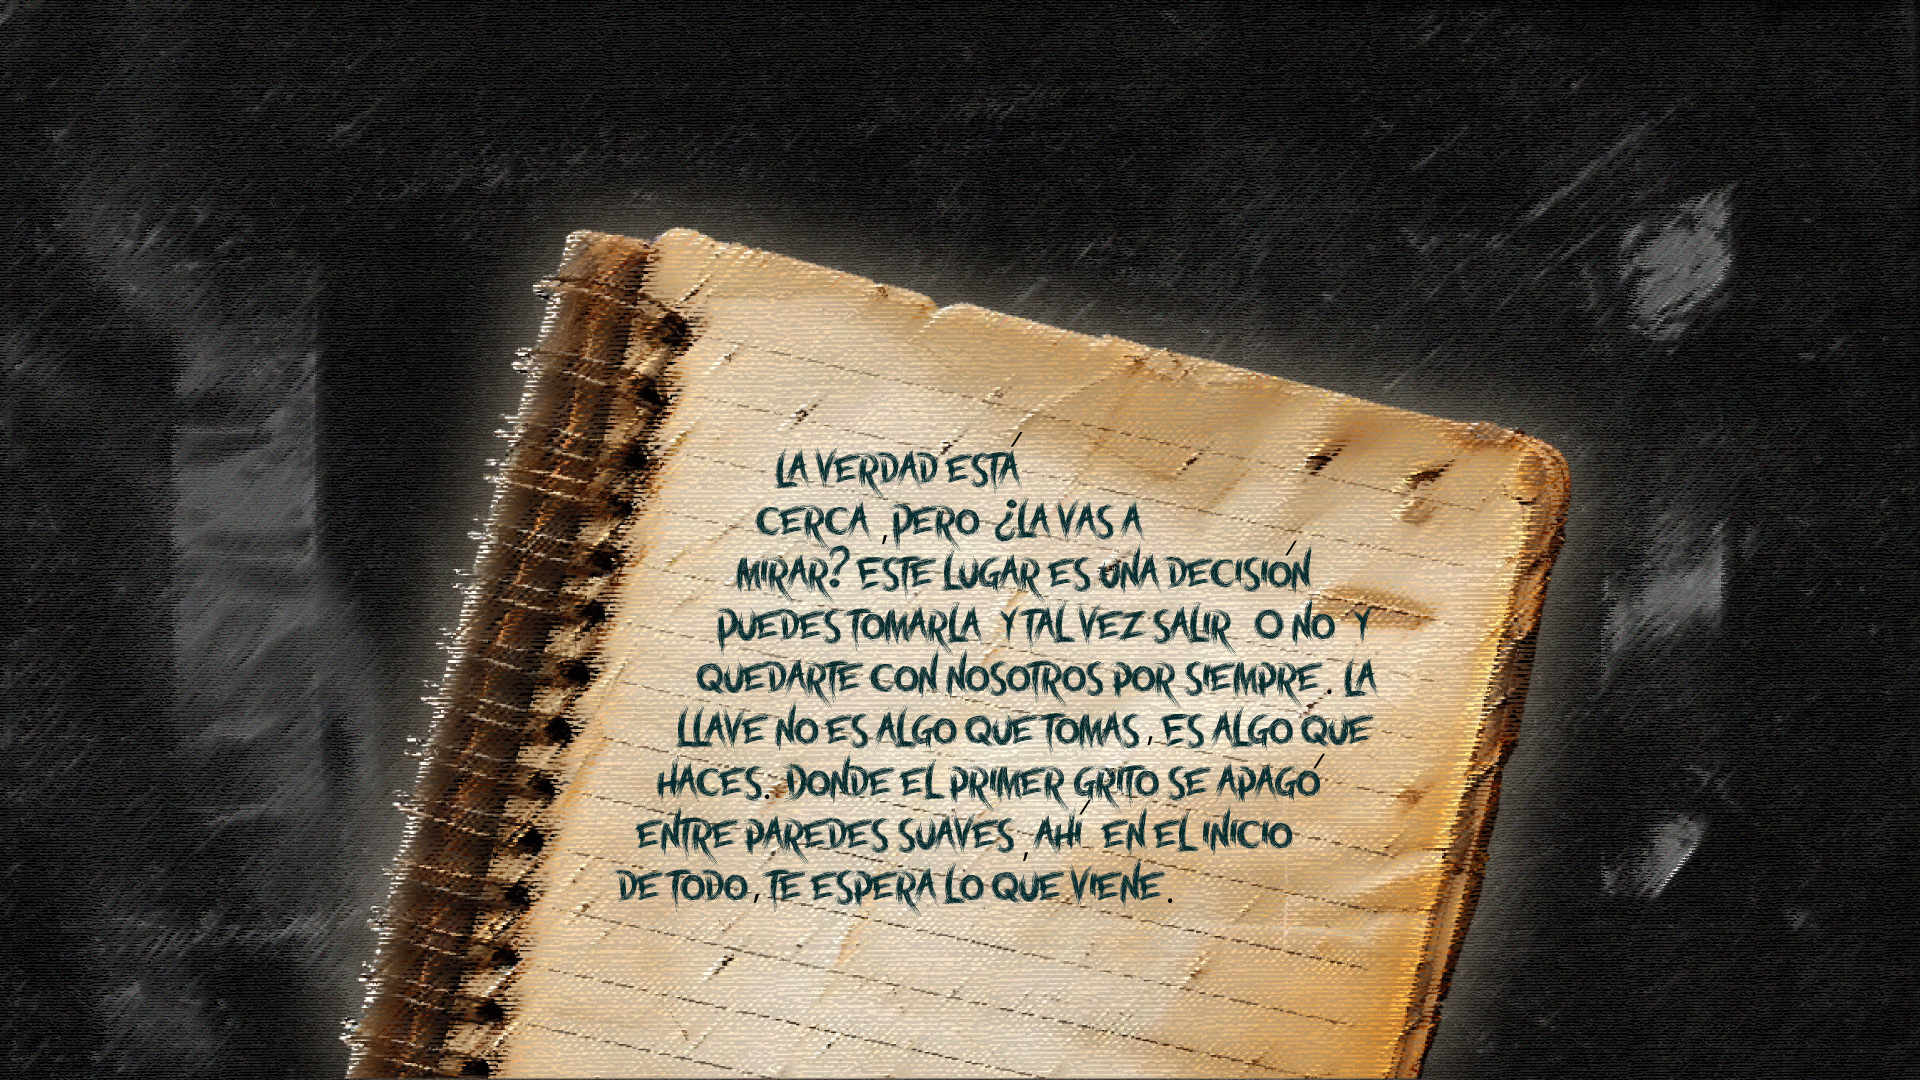 LA VERDAD ESTÁ
CERCA, PERO ¿LA VAS A
MIRAR? ESTE LUGAR ES UNA DECISIÓN
PUEDES TOMARLA Y TAL VEZ SALIR O NO Y
QUEDARTE CON NOSOTROS POR SIEMPRE. LA
LLAVE NO ES ALGO QUE TOMAS, ES ALGO QUE
HACES. DONDE EL PRIMER GRITO SE APAGÓ
ENTRE PAREDES SUAVES, AHÍ EN EL INICIO
DE TODO, TE ESPERA LO QUE VIENE.